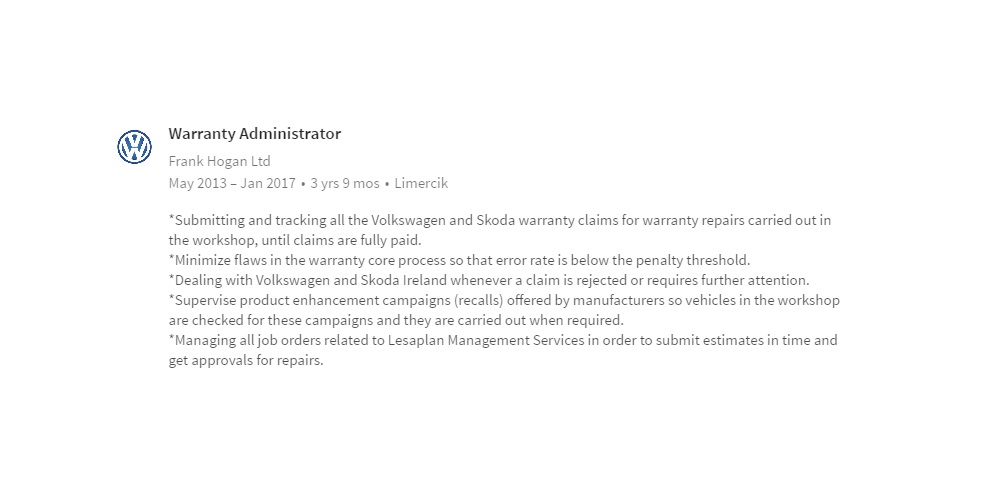 Warranty Administrator
Frank Hogan Ltd
May 2013 – Jan 2017 • 3 yrs 9 mos • Limercik
*Submitting and tracking all the Volkswagen and Skoda warranty claims for warranty repairs carried out in
the workshop, until claims are fully paid.
*Minimize flaws in the warranty core process so that error rate is below the penalty threshold.
*Dealing with Volkswagen and Skoda Ireland whenever a claim is rejected or requires further attention.
*Supervise product enhancement campaigns (recalls) offered by manufacturers so vehicles in the workshop
are checked for these campaigns and they are carried out when required.
*Managing all job orders related to Lesaplan Management Services in order to submit estimates in time and
get approvals for repairs.